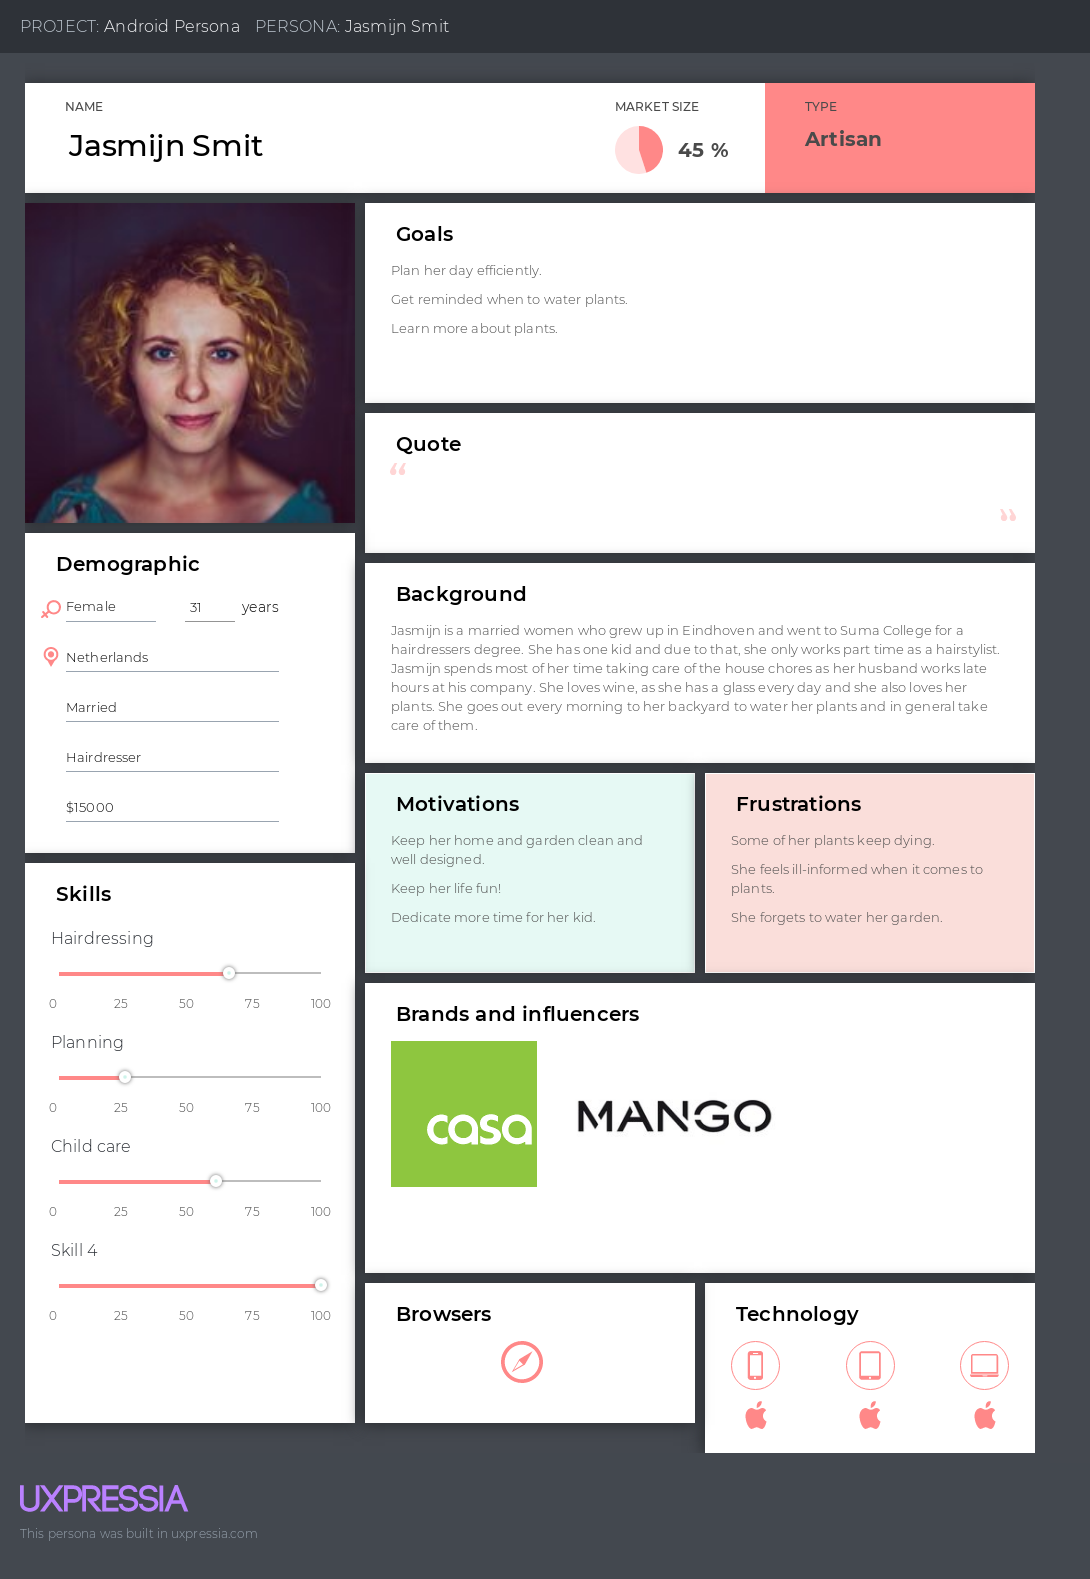 PROJECT: Android Persona PERSONA: Jasmijn Smit
NAME
Jasmijn Smit
MARKET SIZE
45 %
TYPE
Artisan
Goals
Plan her day efficiently.
Get reminded when to water plants.
Learn more about plants.
Quote
“
”
Demographic
Female 31 years
Netherlands
Married
Hairdresser
$15000
Background
Jasmijn is a married women who grew up in Eindhoven and went to Suma College for a
hairdressers degree. She has one kid and due to that, she only works part time as a hairstylist.
Jasmijn spends most of her time taking care of the house chores as her husband works late
hours at his company. She loves wine, as she has a glass every day and she also loves her
plants. She goes out every morning to her backyard to water her plants and in general take
care of them.
Motivations
Keep her home and garden clean and
well designed.
Keep her life fun!
Dedicate more time for her kid.
Frustrations
Some of her plants keep dying.
She feels ill-informed when it comes to
plants.
She forgets to water her garden.
Skills
Hairdressing
0 25 50 75 100
Planning
0 25 50 75 100
Child care
0 25 50 75 100
Skill 4
0 25 50 75 100
Brands and influencers
casa
MANGO
Browsers
Technology
UXPRESSIA
This persona was built in uxpressia.com